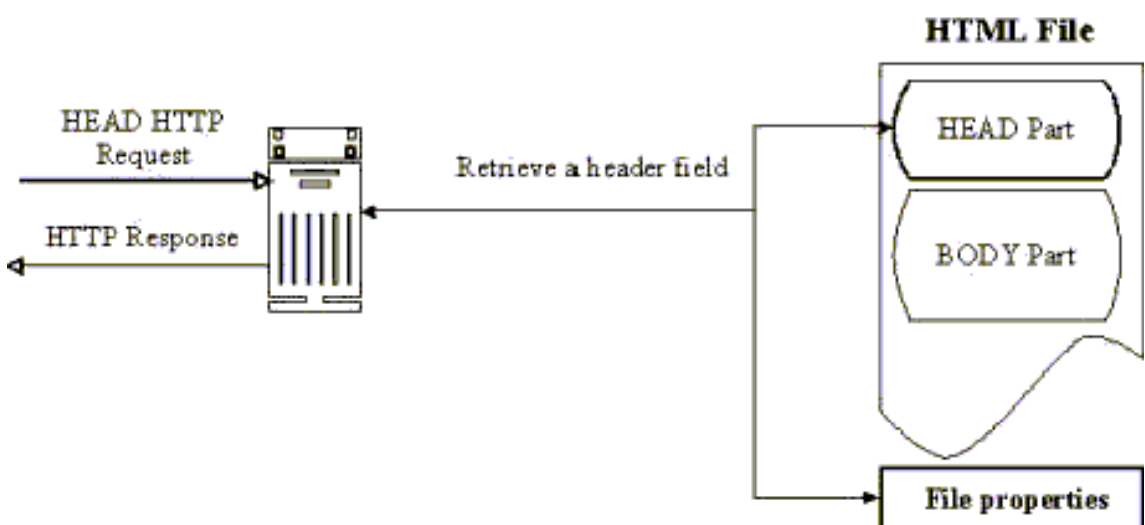 HTML File
HEAD HTTP
Request
HEAD Part
Retrieve a header field
HTTP Response
BODY Part
File properties